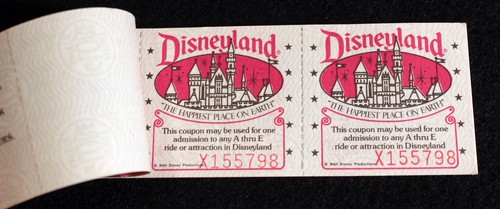 Disneyland®
"THE HAPPIEST PLACE ON EARTH"
This coupon may be used for one
admission to any A thru E
ride or attraction in Disneyland
© Walt Disney Productions
X155798
Disneyland®
"THE HAPPIEST PLACE ON EARTH"
This coupon may be used for one
admission to any A thru E
ride or attraction in Disneyland
© Walt Disney Productions
X155798